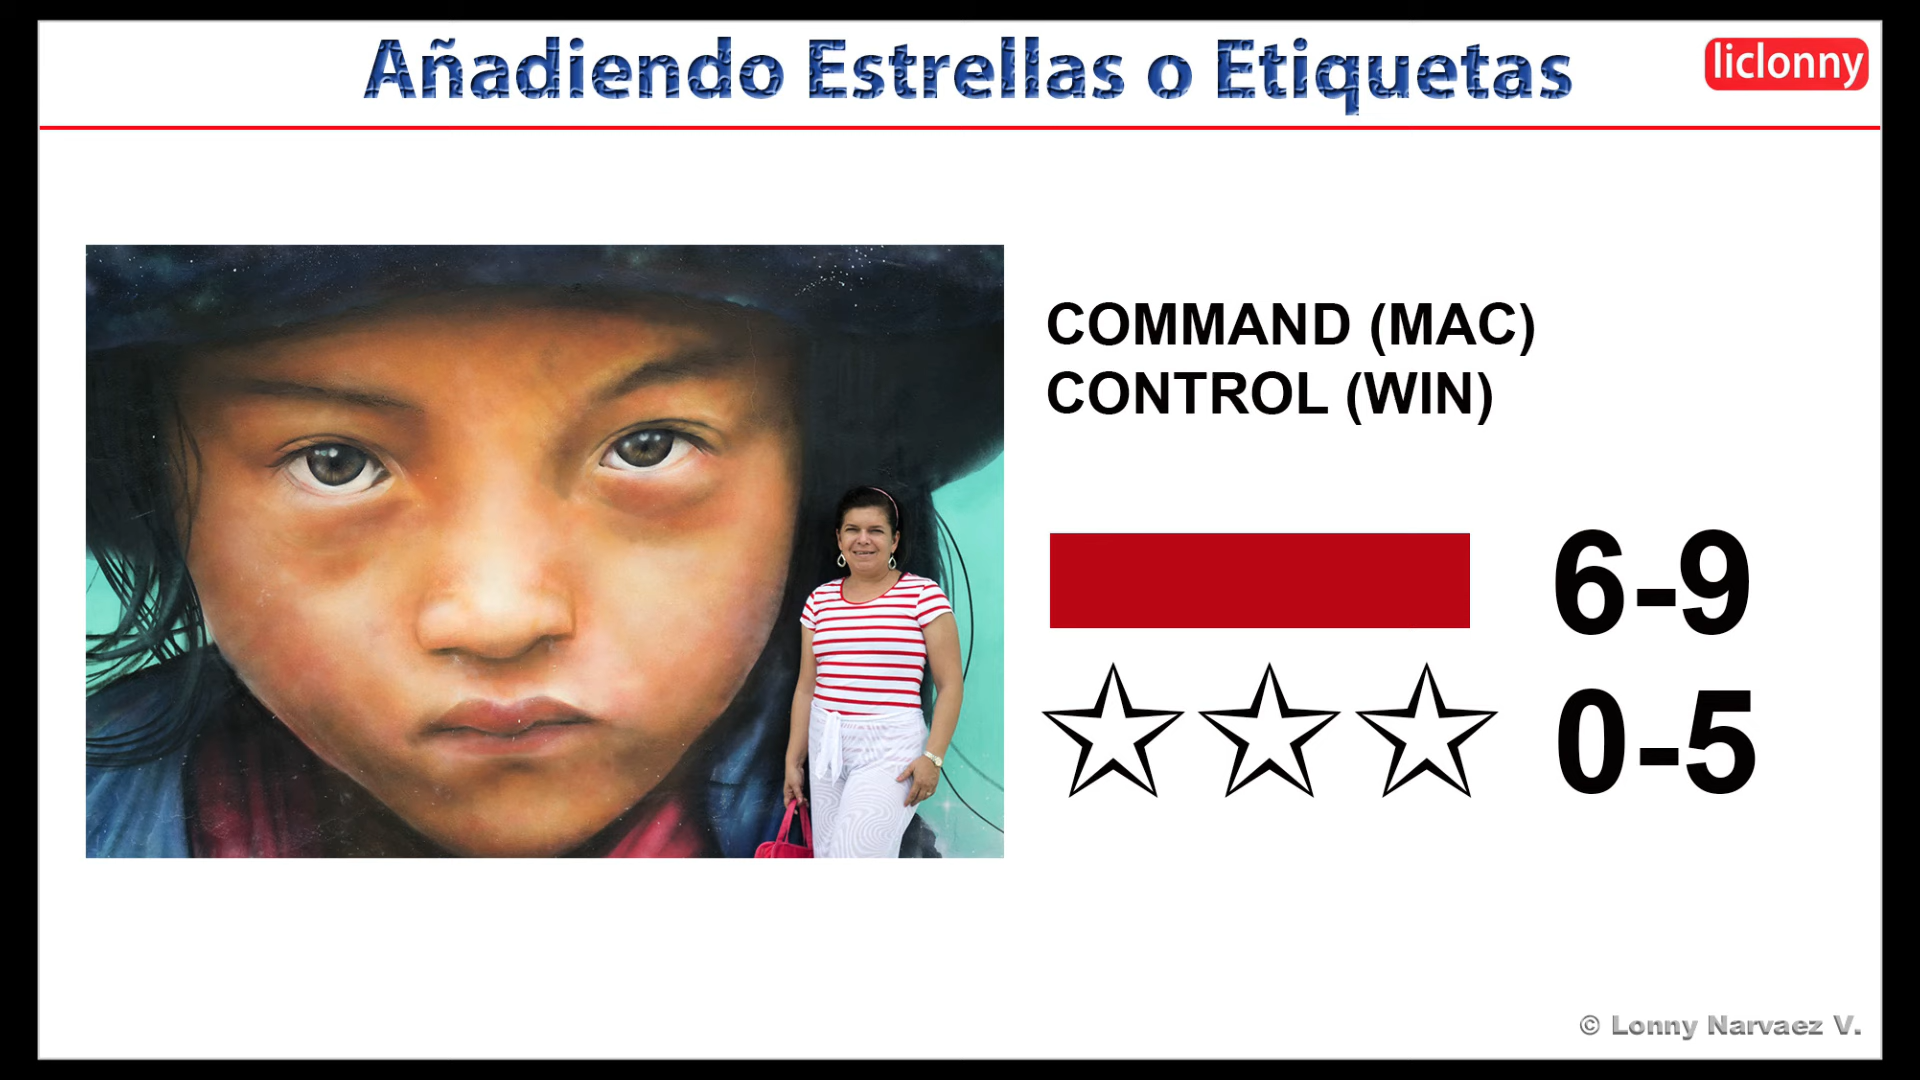 Añadiendo Estrellas o Etiquetas
liclonny
COMMAND (MAC)
CONTROL (WIN)
6-9
0-5
© Lonny Narvaez V.